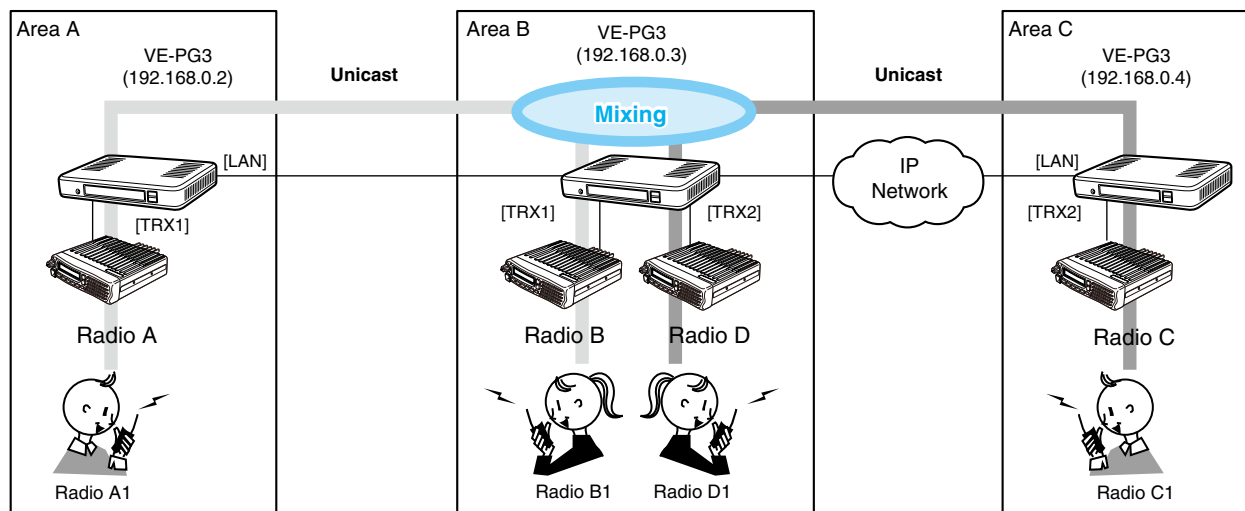 Area A
VE-PG3
(192.168.0.2)
Unicast
Area B
VE-PG3
(192.168.0.3)
Unicast
Area C
VE-PG3
(192.168.0.4)
Mixing
[LAN]
IP
Network
[LAN]
[TRX1]
[TRX1]
[TRX2]
[TRX2]
Radio A
Radio B
Radio D
Radio C
Radio A1
Radio B1
Radio D1
Radio C1